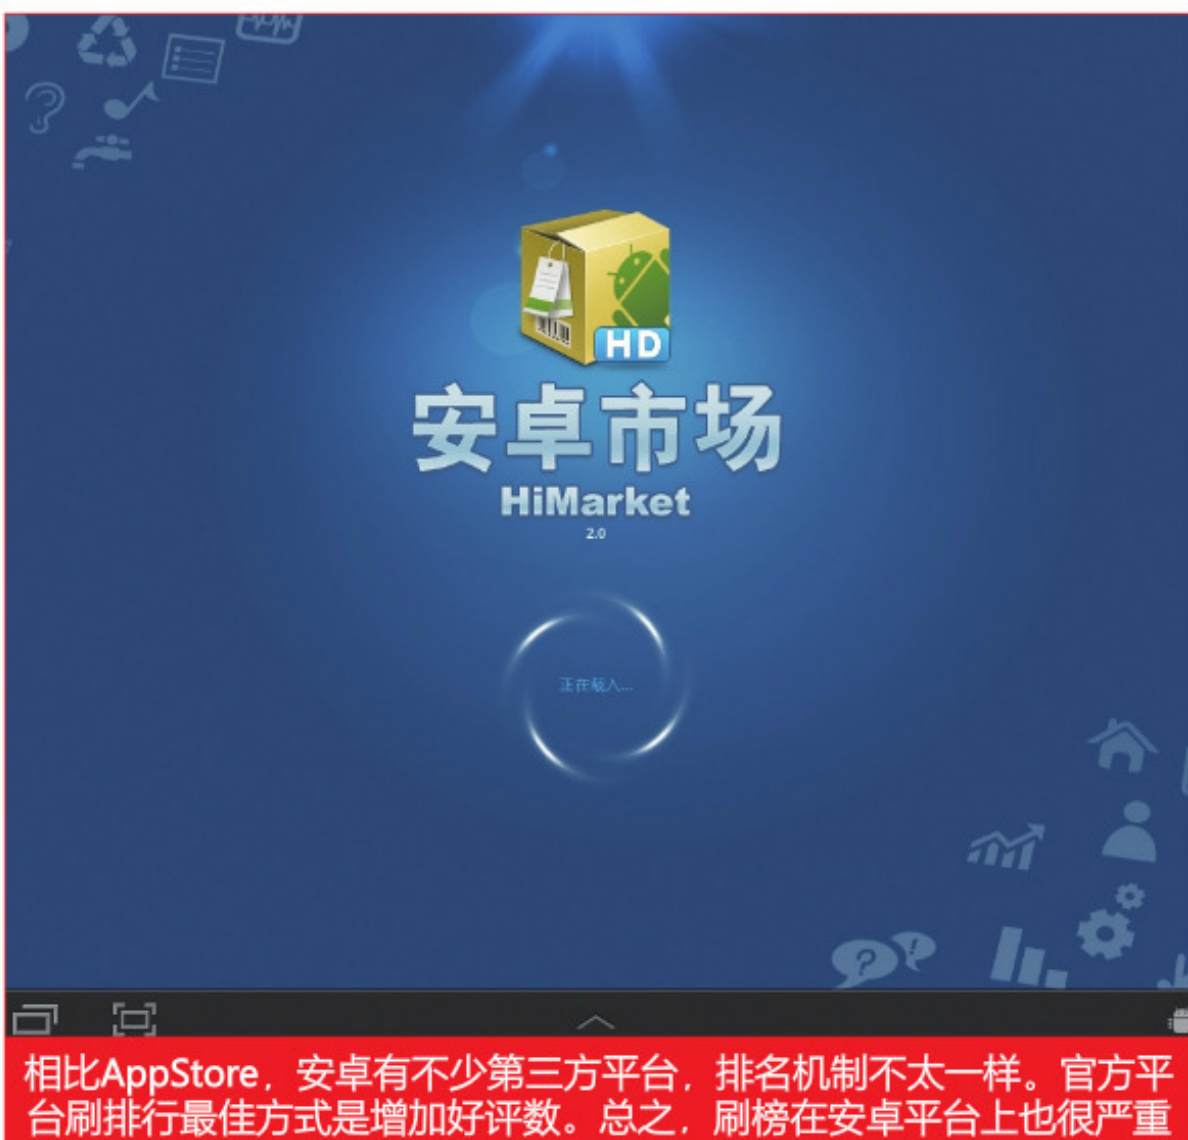 HD
安卓市场
HiMarket
2.0
正在载入...
相比AppStore，安卓有不少第三方平台，排名机制不太一样。官方平
台刷排行最佳方式是增加好评数。总之，刷榜在安卓平台上也很严重